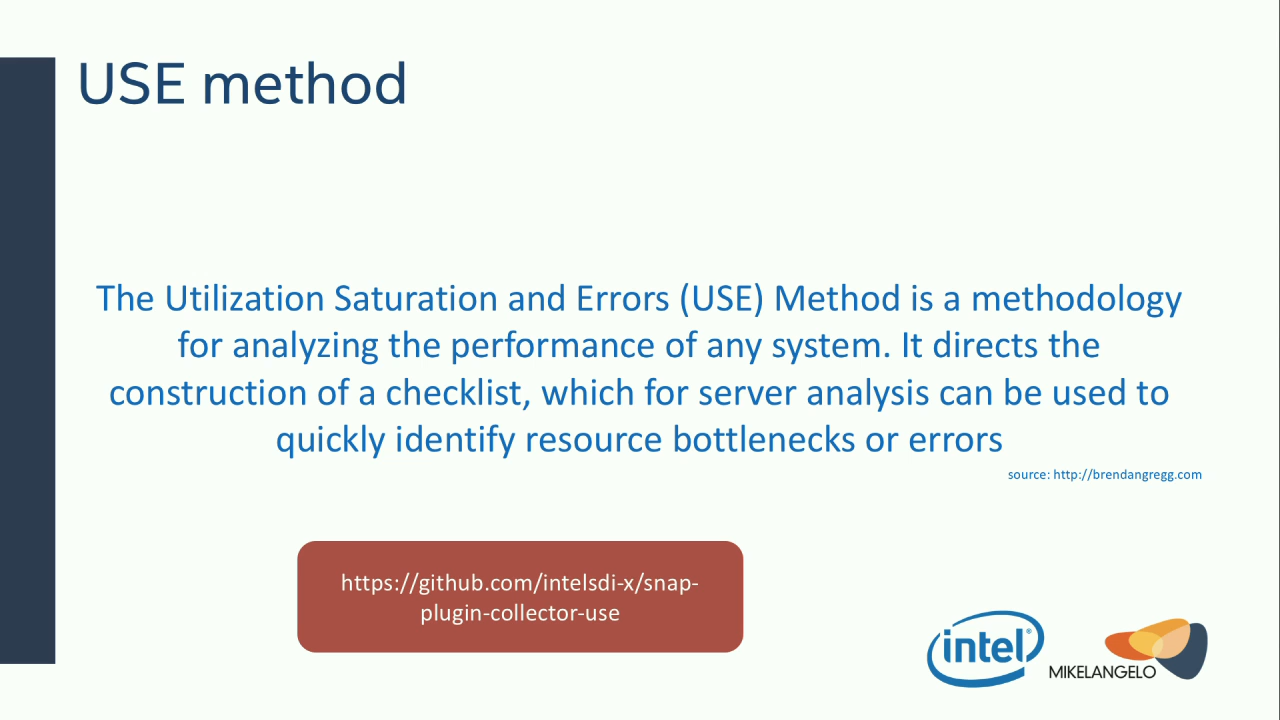 USE method
The Utilization Saturation and Errors (USE) Method is a methodology
for analyzing the performance of any system. It directs the
construction of a checklist, which for server analysis can be used to
quickly identify resource bottlenecks or errors
source: http://brendangregg.com
https://github.com/intelsdi-x/snap-
plugin-collector-use
intel®
MIKELANGELO